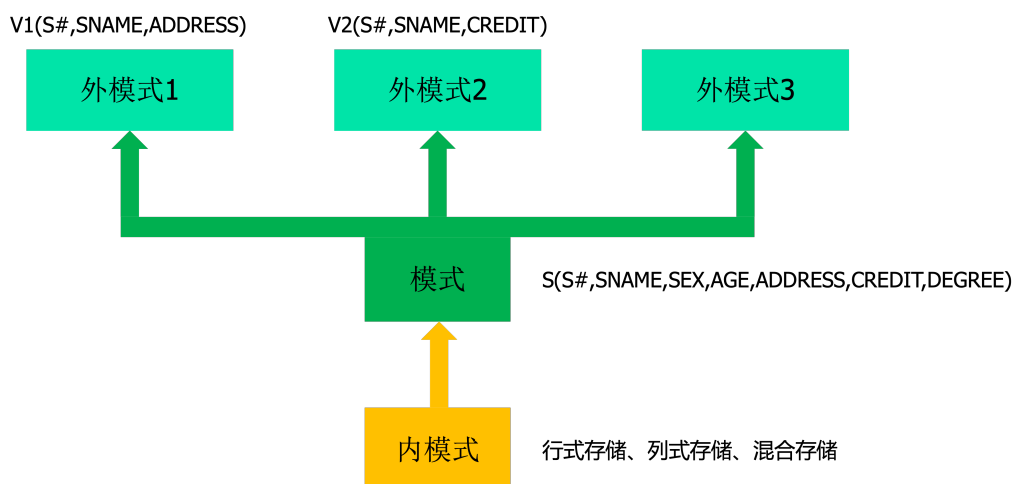 V1(S#,SNAME,ADDRESS)
V2(S#,SNAME,CREDIT)
外模式1
外模式2
外模式3
模式
S(S#,SNAME,SEX,AGE,ADDRESS,CREDIT,DEGREE)
内模式
行式存储、列式存储、混合存储